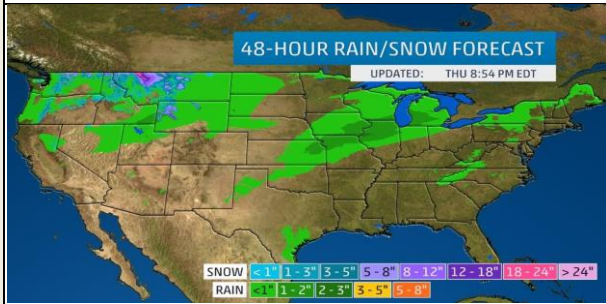 48-HOUR RAIN/SNOW FORECAST
UPDATED: THU 8:54 PM EDT
SNOW <1" 1-3" 3-5" 5-8" 8-12" 12-18" 18-24" >24"
RAIN <1" 1-2" 2-3" 3-5" 5-8"